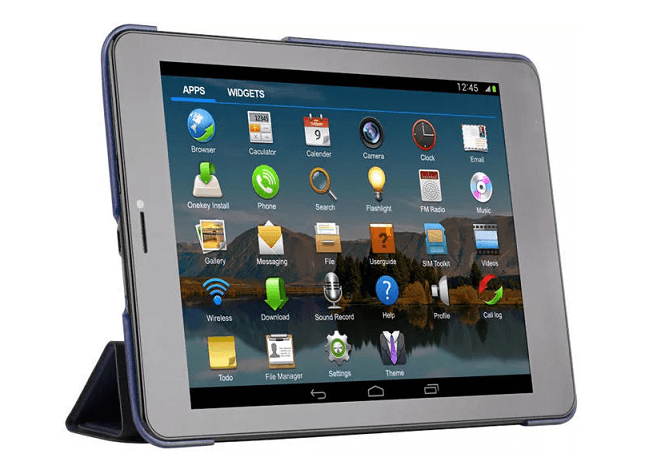 12:45
APPS WIDGETS
Browser Caculator Calender Camera Clock Email
12345
9
Onekey Install Phone Search Flashlight FM Radio Music
Gallery Messaging File Userguide SIM Toolkt Videos
Wireless Download Sound Record Help Profile Call log
Todo File Manager Settings Theme